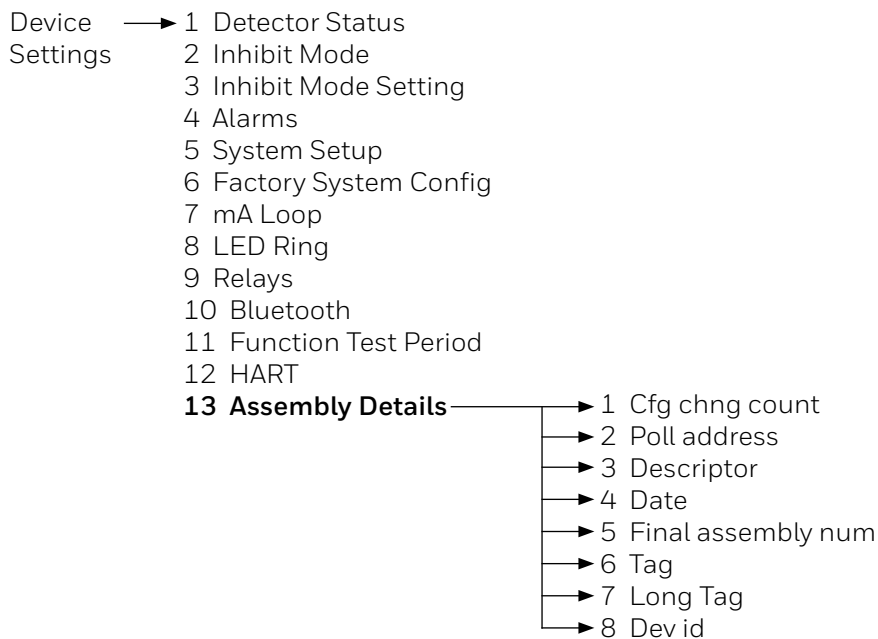 Device
Settings
1 Detector Status
2 Inhibit Mode
3 Inhibit Mode Setting
4 Alarms
5 System Setup
6 Factory System Config
7 mA Loop
8 LED Ring
9 Relays
10 Bluetooth
11 Function Test Period
12 HART
13 Assembly Details
1 Cfg chng count
2 Poll address
3 Descriptor
4 Date
5 Final assembly num
6 Tag
7 Long Tag
8 Dev id